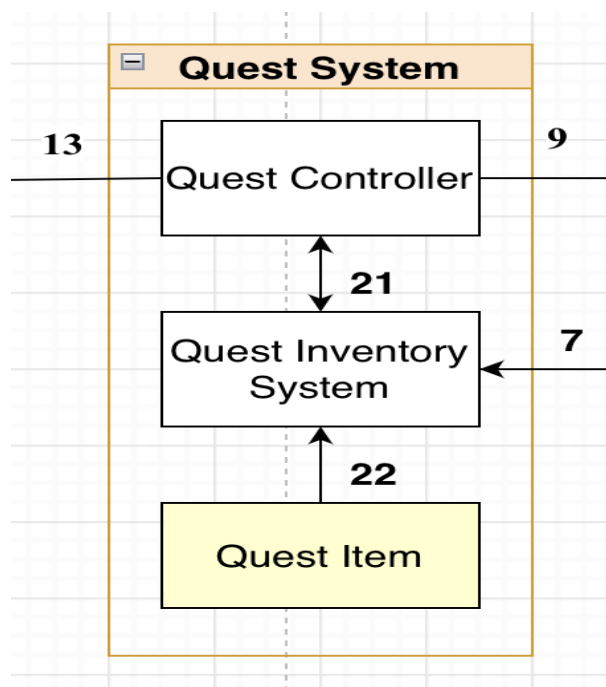 Quest System
13
9
Quest Controller
21
7
Quest Inventory
System
22
Quest Item